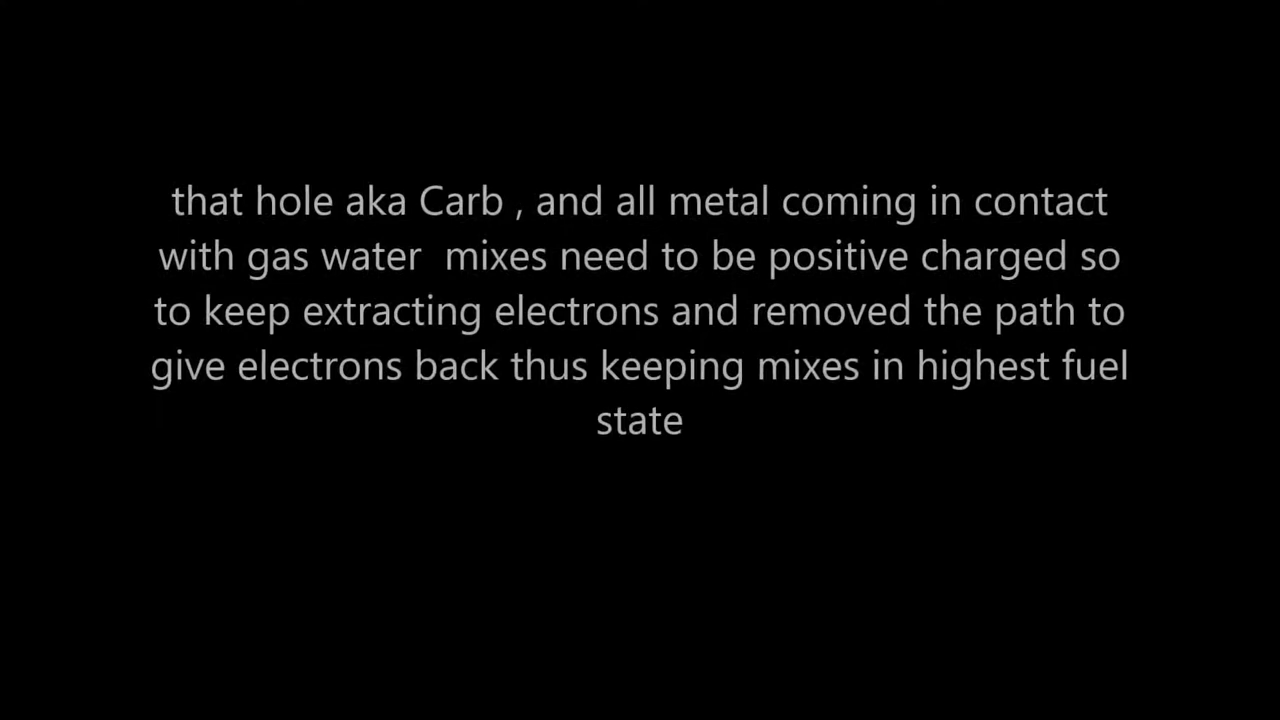 that hole aka Carb , and all metal coming in contact
with gas water  mixes need to be positive charged so
to keep extracting electrons and removed the path to
give electrons back thus keeping mixes in highest fuel
state